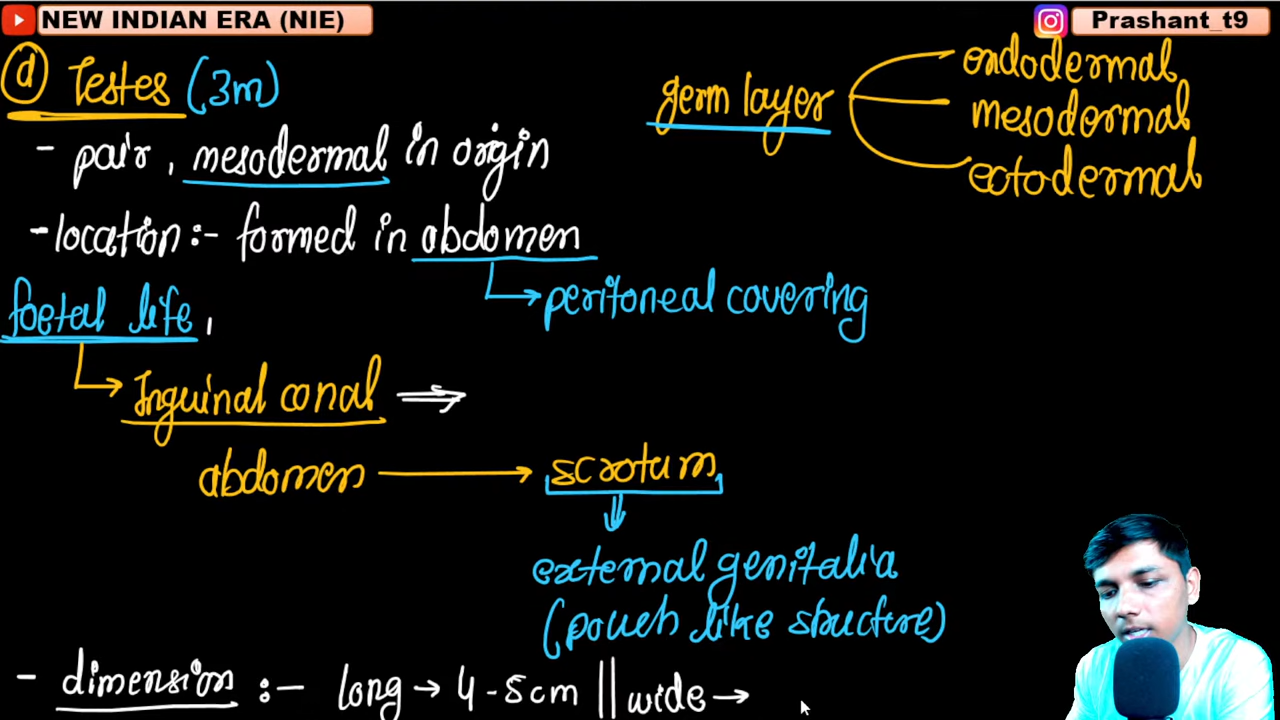 NEW INDIAN ERA (NIE)
Prashant_t9
d Testes (3m)
germ layer
endodermal
mesodermal
ectodermal
- pair, mesodermal in origin
- location :- formed in abdomen
peritoneal covering
foetal life,
Inguinal canal ⇒
abdomen → scrotum
external genitalia
(pouch like structure)
- dimension :- long → 4-5cm || wide →